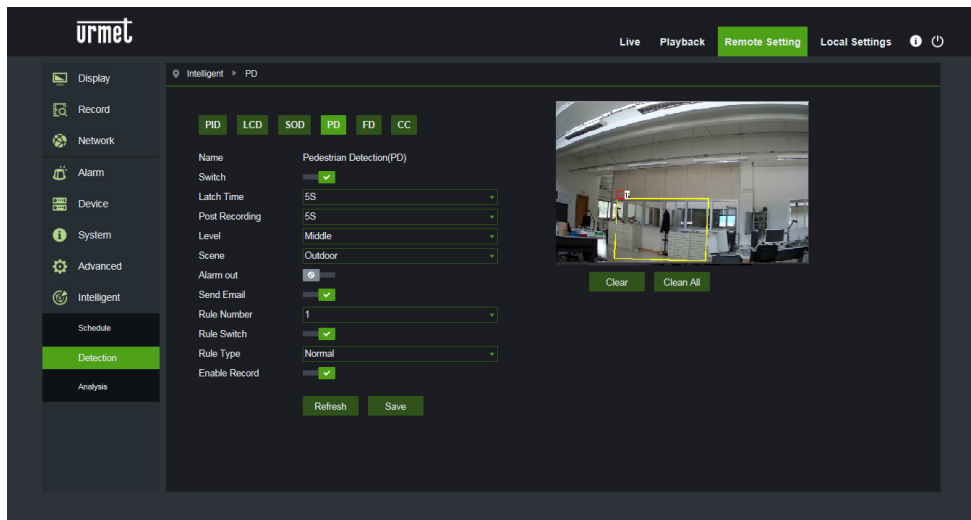 urmet
Live Playback Remote Setting Local Settings
Display
Record
Network
Alarm
Device
System
Advanced
Intelligent
Schedule
Detection
Analysis
Intelligent PD
PID LCD SOD PD FD CC
Name Pedestrian Detection(PD)
Switch
Latch Time 5S
Post Recording 5S
Level Middle
Scene Outdoor
Alarm out
Send Email
Rule Number 1
Rule Switch
Rule Type Normal
Enable Record
Refresh Save
Clear Clean All